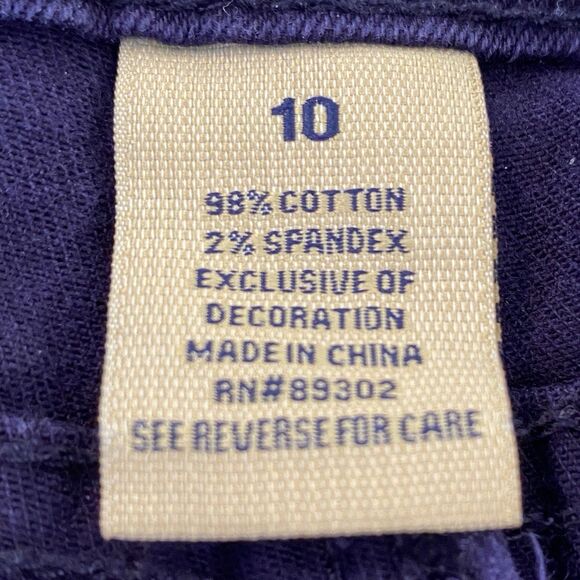 10
98% COTTON
2% SPANDEX
EXCLUSIVE OF
DECORATION
MADE IN CHINA
RN#89302
SEE REVERSE FOR CARE